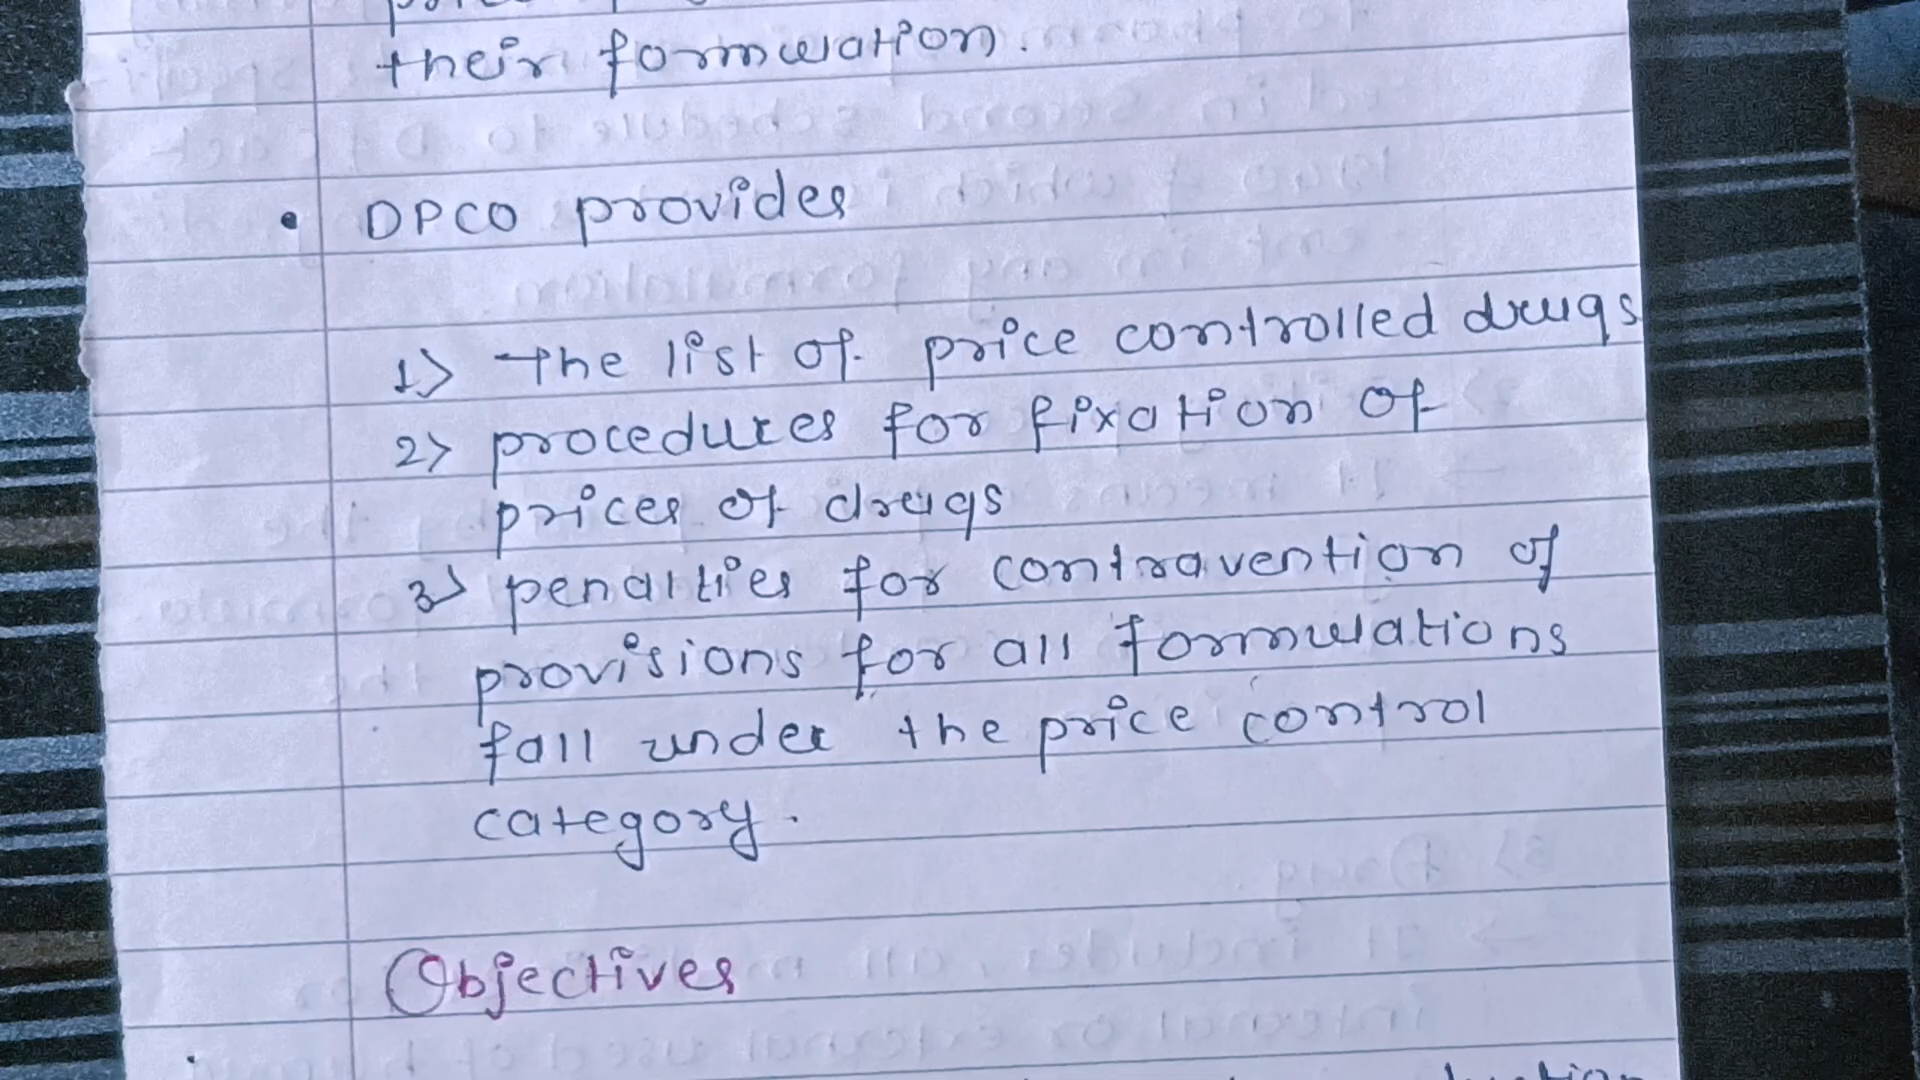 their formulation.
• DPCO provides
1) The list of price controlled drugs
2) procedures for fixation of
prices of drugs
3) penalties for contravention of
provisions for all formulations
fall under the price control
category.
Objectives